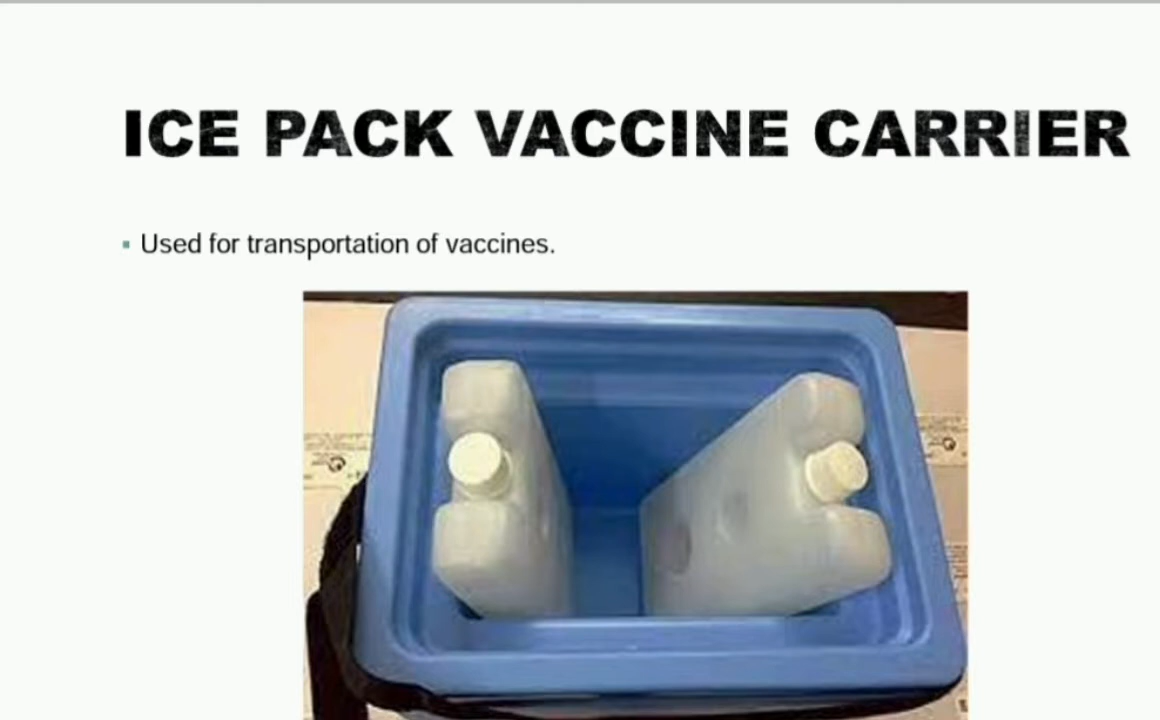 ICE PACK VACCINE CARRIER
Used for transportation of vaccines.